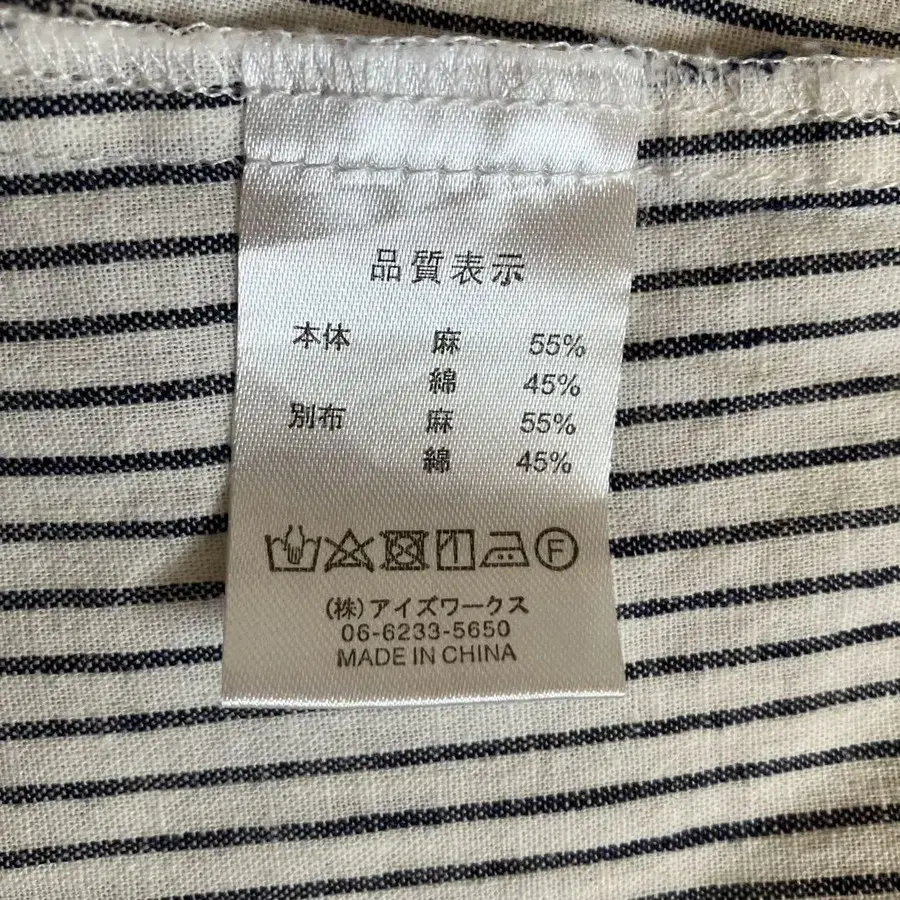 品質表示
本体 麻 55%
綿 45%
別布 麻 55%
綿 45%
F
(株)アイズワークス
06-6233-5650
MADE IN CHINA